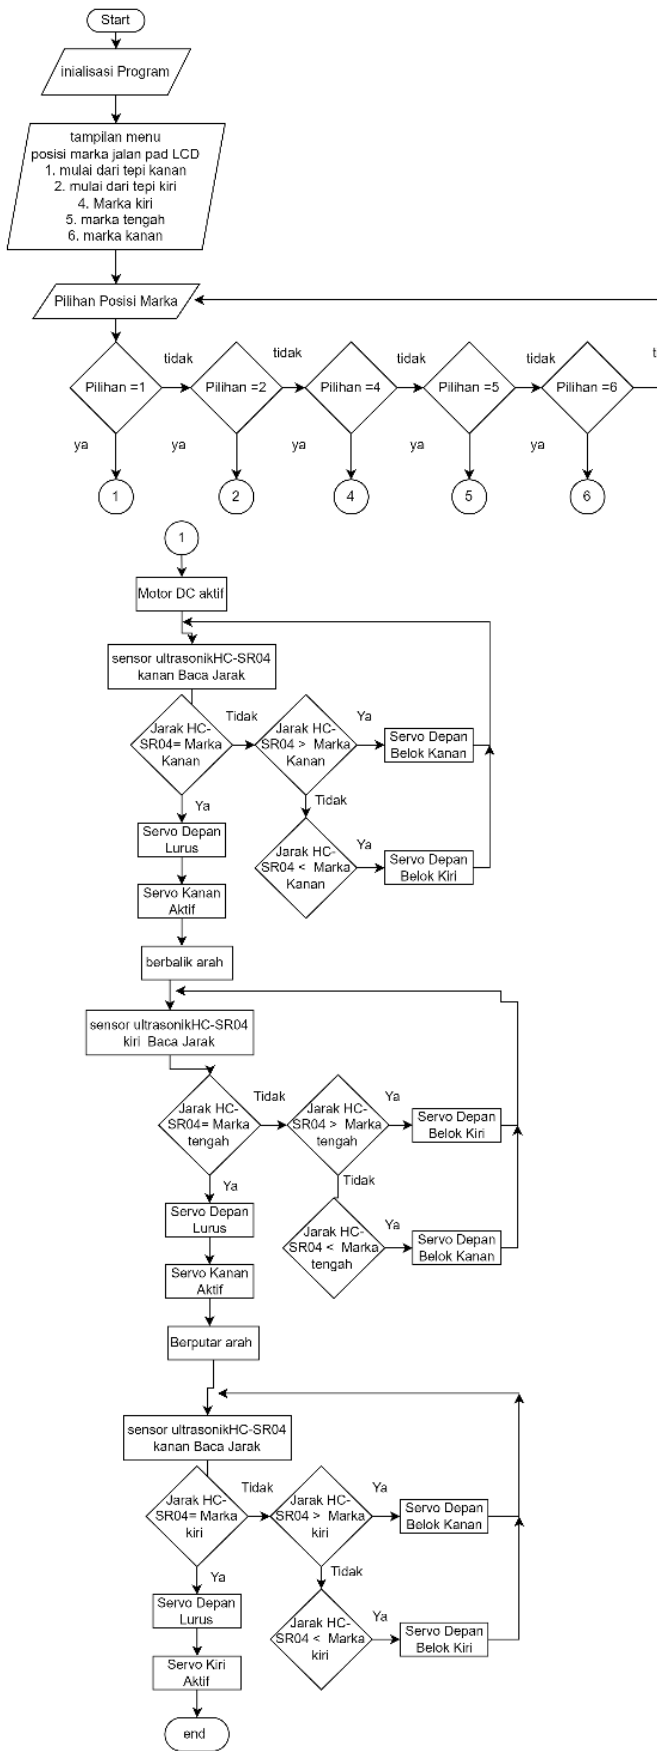 Start
inialisasi Program
tampilan menu
posisi marka jalan pad LCD
1. mulai dari tepi kanan
2. mulai dari tepi kiri
4. Marka kiri
5. marka tengah
6. marka kanan
Pilihan Posisi Marka
tidak
tidak
tidak
tidak
Pilihan =1
Pilihan =2
Pilihan =4
Pilihan =5
Pilihan =6
ya
ya
ya
ya
ya
1
2
4
5
6
1
Motor DC aktif
sensor ultrasonikHC-SR04
kanan Baca Jarak
Jarak HC-
SR04= Marka
Kanan
Tidak
Jarak HC-
SR04 > Marka
Kanan
Ya
Servo Depan
Belok Kanan
Ya
Tidak
Servo Depan
Lurus
Jarak HC-
SR04 < Marka
Kanan
Ya
Servo Depan
Belok Kiri
Servo Kanan
Aktif
berbalik arah
sensor ultrasonikHC-SR04
kiri Baca Jarak
Jarak HC-
SR04= Marka
tengah
Tidak
Jarak HC-
SR04 > Marka
tengah
Ya
Servo Depan
Belok Kiri
Ya
Tidak
Servo Depan
Lurus
Jarak HC-
SR04 < Marka
tengah
Ya
Servo Depan
Belok Kanan
Servo Kanan
Aktif
Berputar arah
sensor ultrasonikHC-SR04
kanan Baca Jarak
Jarak HC-
SR04= Marka
kiri
Tidak
Jarak HC-
SR04 > Marka
kiri
Ya
Servo Depan
Belok Kanan
Ya
Tidak
Servo Depan
Lurus
Jarak HC-
SR04 < Marka
kiri
Ya
Servo Depan
Belok Kiri
Servo Kiri
Aktif
end